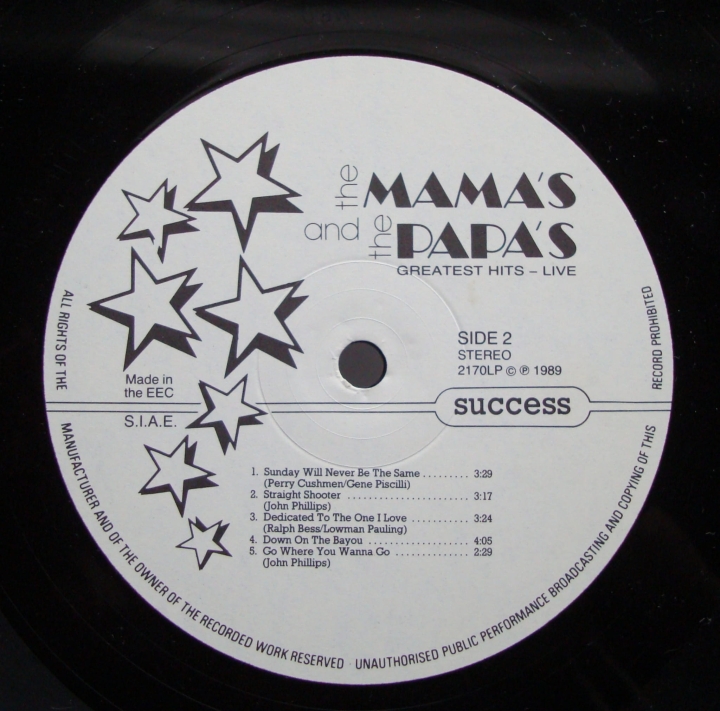 the MAMA'S
and the PAPA'S
GREATEST HITS – LIVE
SIDE 2
STEREO
2170LP © ℗ 1989
Made in
the EEC
S.I.A.E.
success
1. Sunday Will Never Be The Same ......... 3:29
(Perry Cushmen/Gene Piscilli)
2. Straight Shooter ......................... 3:17
(John Phillips)
3. Dedicated To The One I Love ............ 3:24
(Ralph Bess/Lowman Pauling)
4. Down On The Bayou ..................... 4:05
5. Go Where You Wanna Go ............... 2:29
(John Phillips)
ALL RIGHTS OF THE MANUFACTURER AND OF THE OWNER OF THE RECORDED WORK RESERVED · UNAUTHORISED PUBLIC PERFORMANCE BROADCASTING AND COPYING OF THIS RECORD PROHIBITED